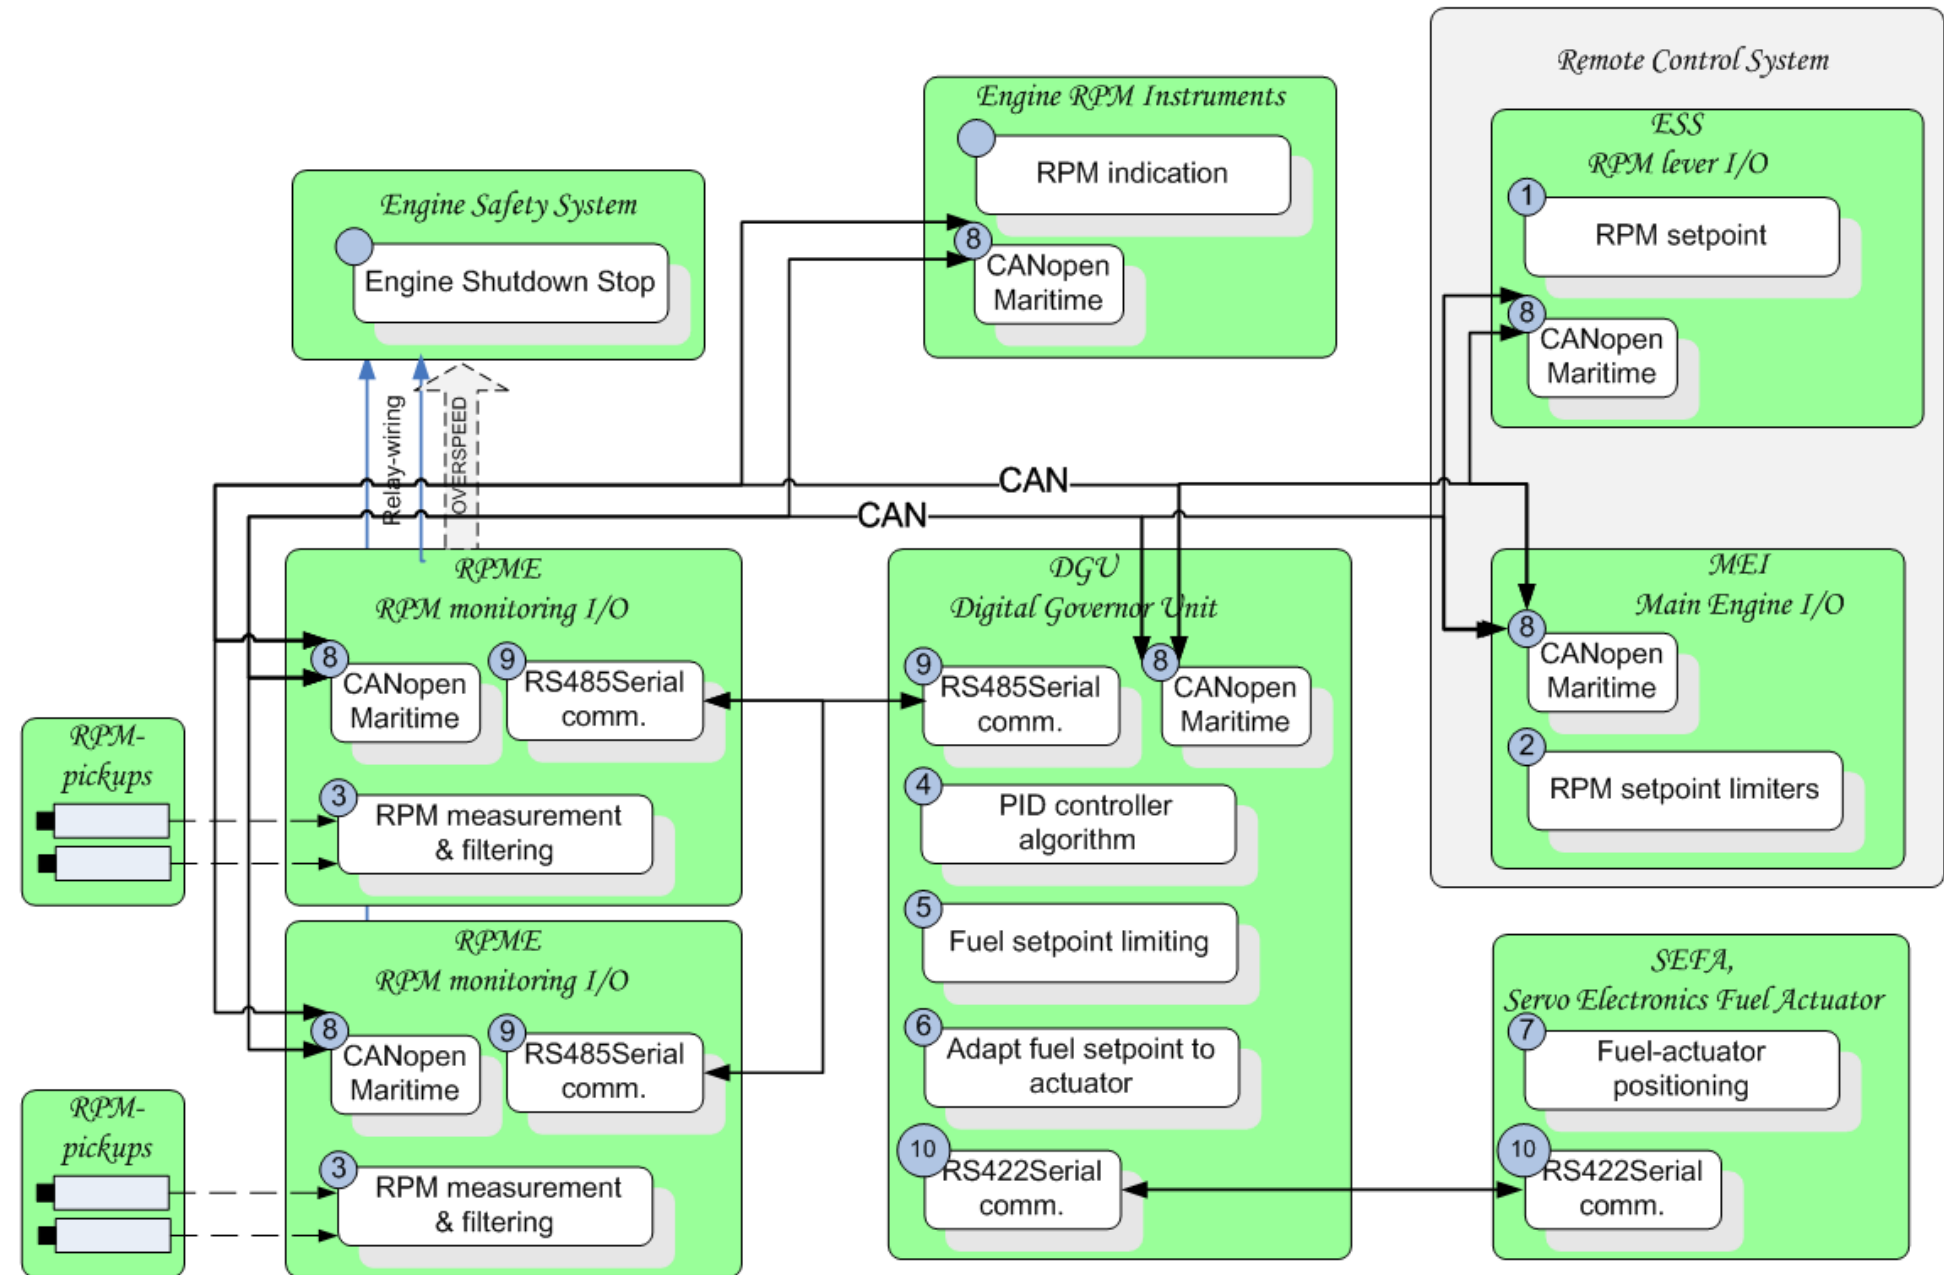 Remote Control System
ESS
RPM lever I/O
1
RPM setpoint
8
CANopen
Maritime
Engine RPM Instruments
RPM indication
8
CANopen
Maritime
Engine Safety System
Engine Shutdown Stop
Relay-wiring
OVERSPEED
CAN
CAN
RPME
RPM monitoring I/O
8
CANopen
Maritime
9
RS485Serial
comm.
3
RPM measurement
& filtering
RPM-
pickups
DGU
Digital Governor Unit
9
RS485Serial
comm.
8
CANopen
Maritime
4
PID controller
algorithm
5
Fuel setpoint limiting
6
Adapt fuel setpoint to
actuator
10
RS422Serial
comm.
MEI
Main Engine I/O
8
CANopen
Maritime
2
RPM setpoint limiters
RPME
RPM monitoring I/O
8
CANopen
Maritime
9
RS485Serial
comm.
3
RPM measurement
& filtering
RPM-
pickups
SEFA,
Servo Electronics Fuel Actuator
7
Fuel-actuator
positioning
10
RS422Serial
comm.